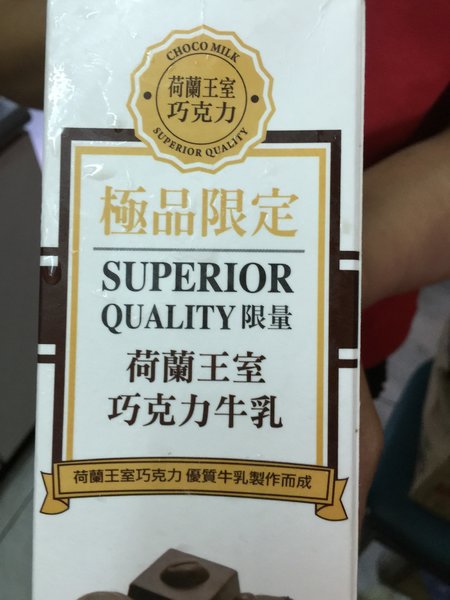 CHOCO MILK
荷蘭王室
巧克力
SUPERIOR QUALITY
極品限定
SUPERIOR
QUALITY 限量
荷蘭王室
巧克力牛乳
荷蘭王室巧克力 優質牛乳製作而成